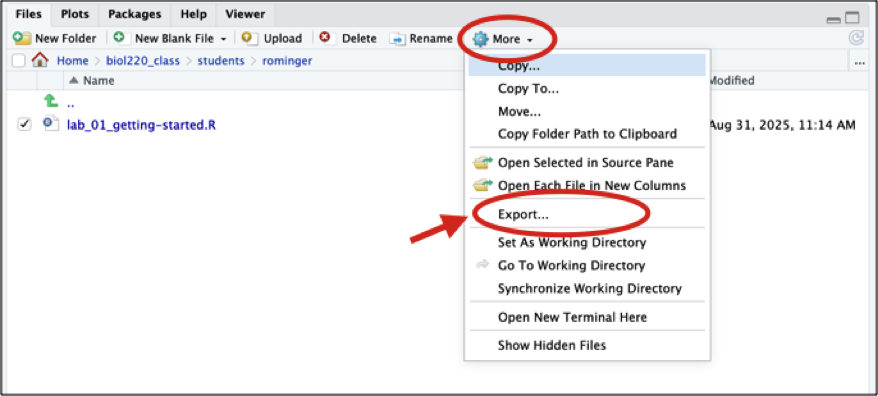 Files Plots Packages Help Viewer
New Folder New Blank File Upload Delete Rename More
Home biol220_class students rominger ...
Name Modified
..
lab_01_getting-started.R Aug 31, 2025, 11:14 AM
Copy...
Copy To...
Move...
Copy Folder Path to Clipboard
Open Selected in Source Pane
Open Each File in New Columns
Export...
Set As Working Directory
Go To Working Directory
Synchronize Working Directory
Open New Terminal Here
Show Hidden Files